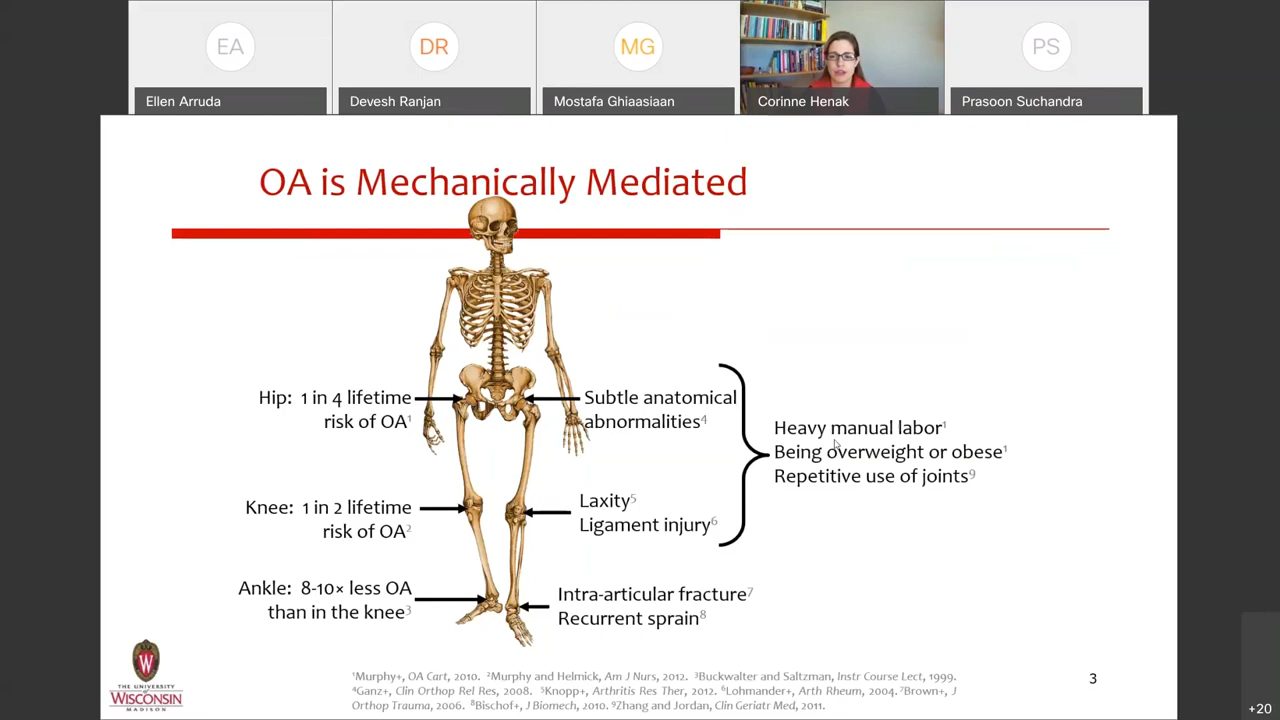 EA
DR
MG
PS
Ellen Arruda
Devesh Ranjan
Mostafa Ghiaasiaan
Corinne Henak
Prasoon Suchandra
OA is Mechanically Mediated
Hip: 1 in 4 lifetime
risk of OA¹
Subtle anatomical
abnormalities⁴
Heavy manual labor¹
Being overweight or obese¹
Repetitive use of joints⁹
Knee: 1 in 2 lifetime
risk of OA²
Laxity⁵
Ligament injury⁶
Ankle: 8-10× less OA
than in the knee³
Intra-articular fracture⁷
Recurrent sprain⁸
W
THE UNIVERSITY
of
WISCONSIN
MADISON
¹Murphy+, OA Cart, 2010. ²Murphy and Helmick, Am J Nurs, 2012. ³Buckwalter and Saltzman, Instr Course Lect, 1999.
⁴Ganz+, Clin Orthop Rel Res, 2008. ⁵Knoop+, Arthritis Res Ther, 2012. ⁶Lohmander+, Arth Rheum, 2004. ⁷Brown+, J
Orthop Trauma, 2006. ⁸Bischof+, J Biomech, 2010. ⁹Zhang and Jordan, Clin Geriatr Med, 2011.
3
+20